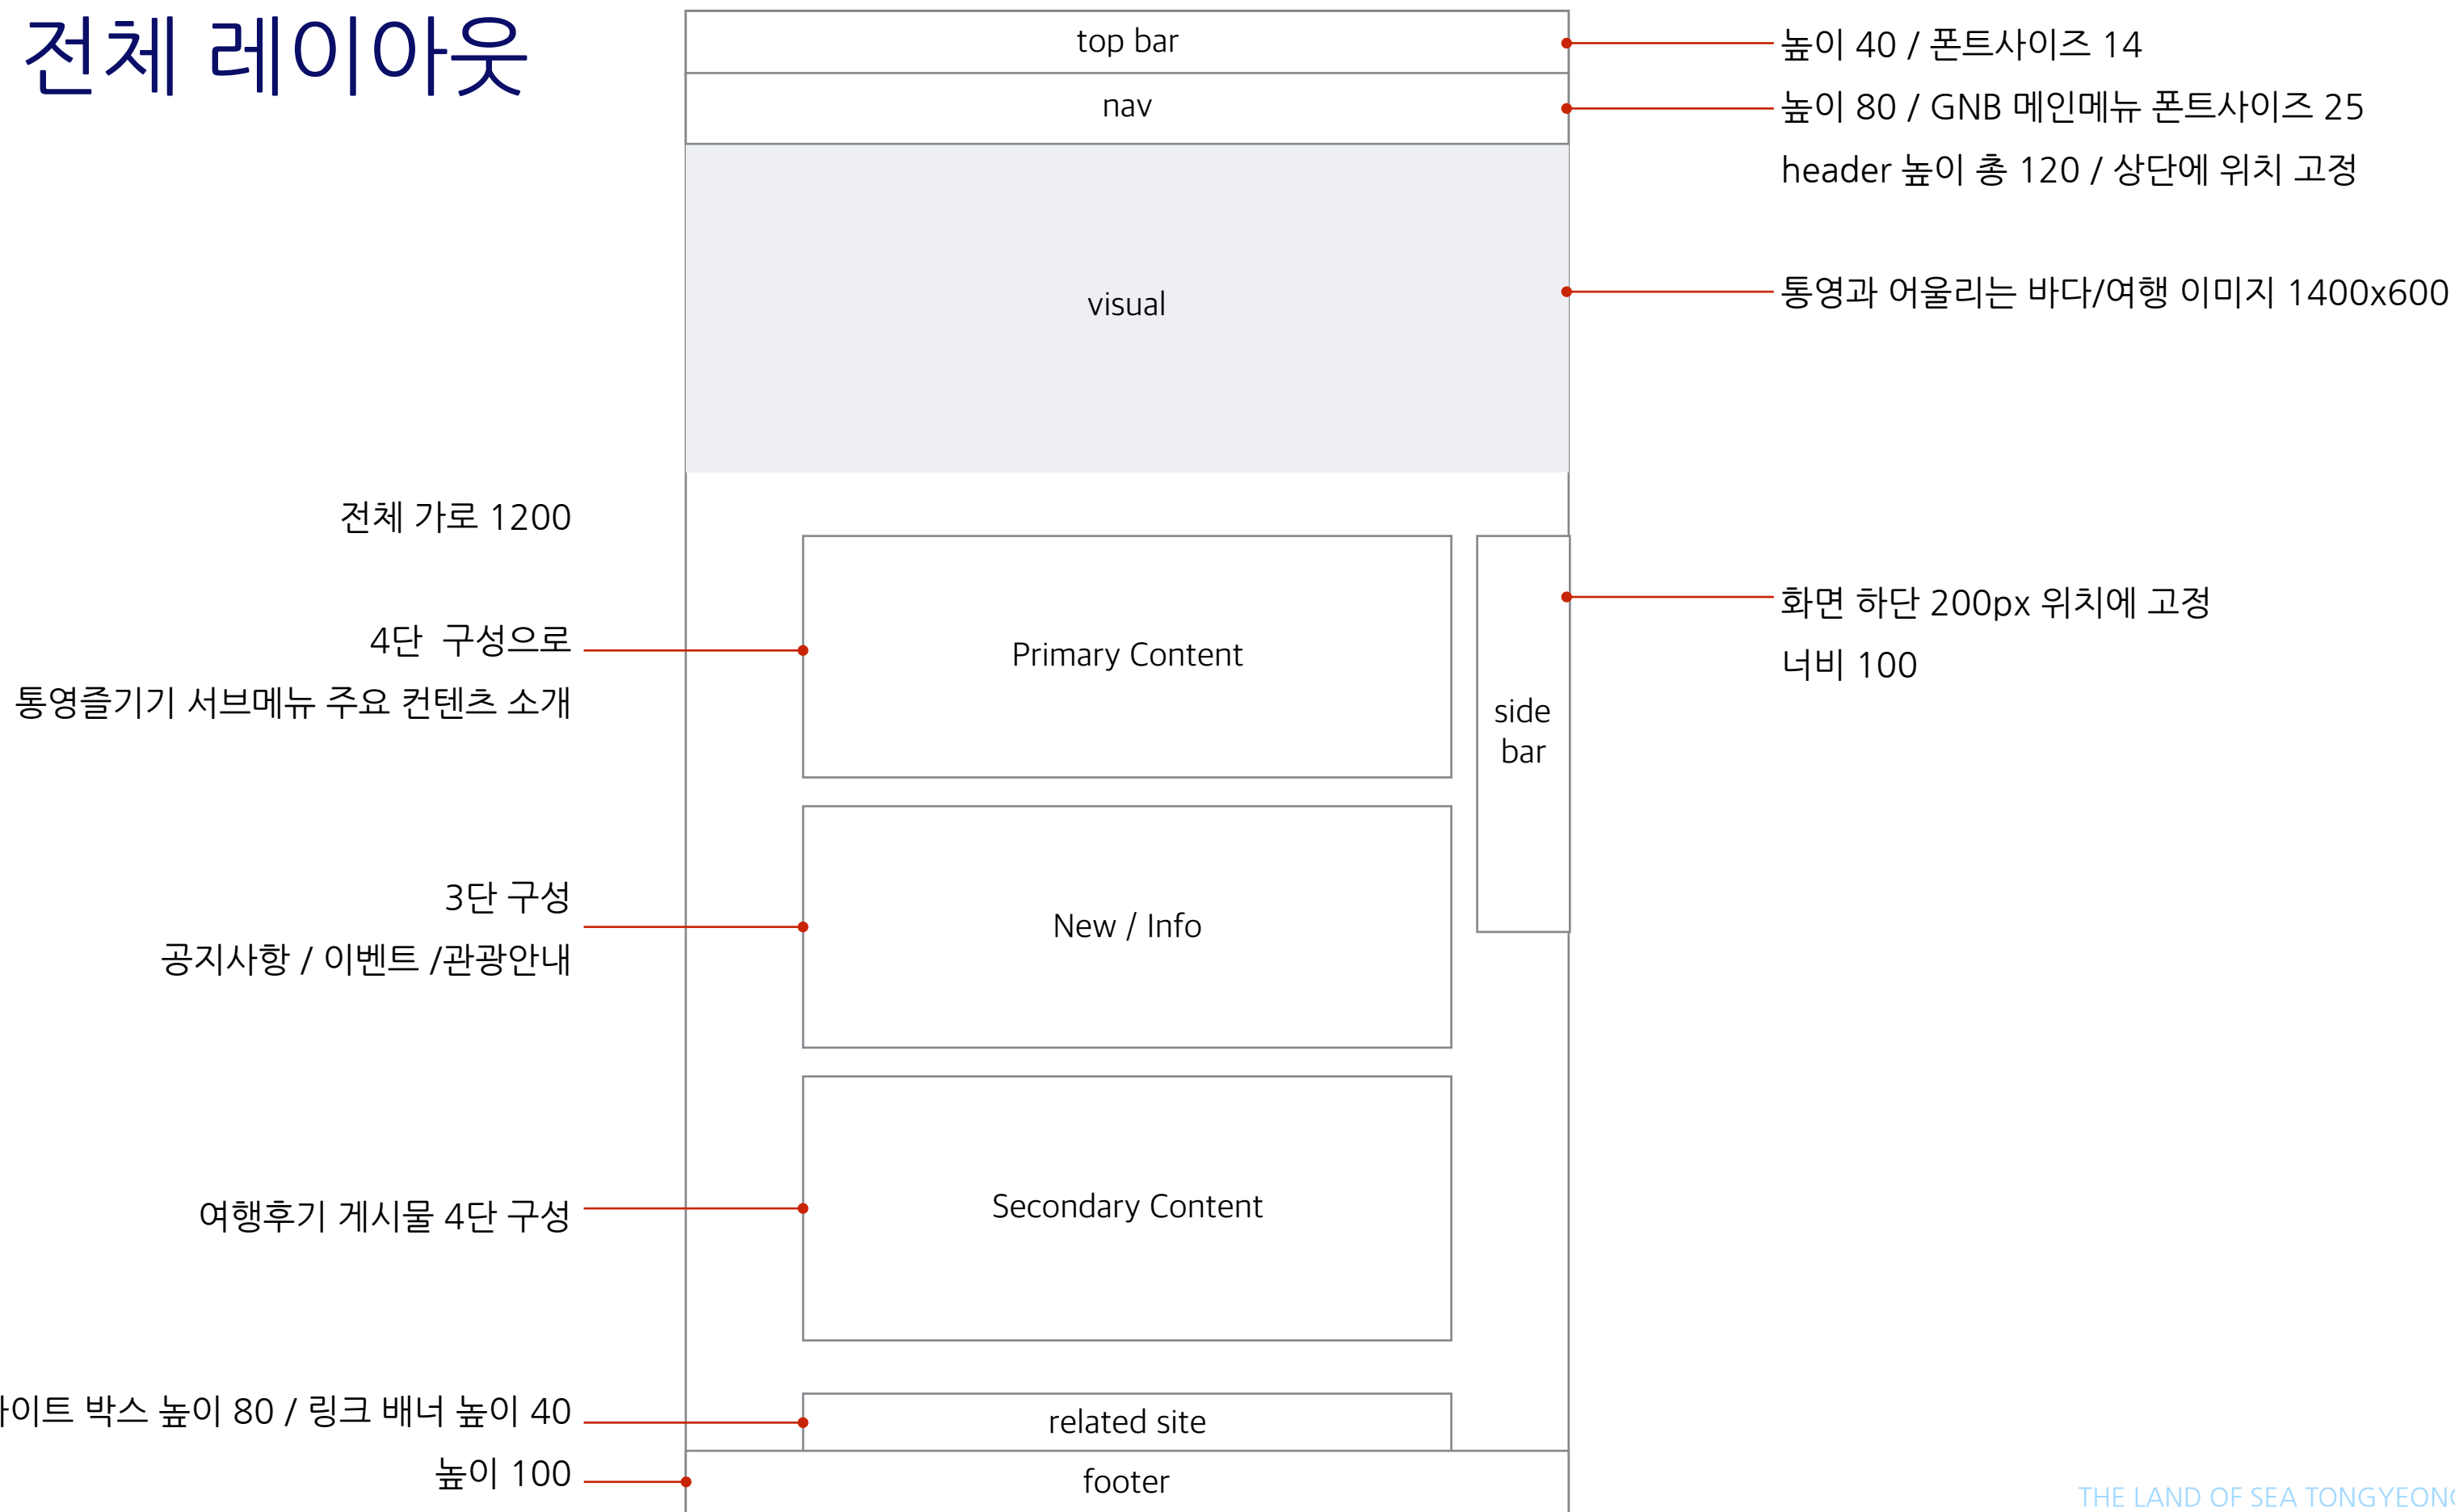 전체 레이아웃
top bar
높이 40 / 폰트사이즈 14
nav
높이 80 / GNB 메인메뉴 폰트사이즈 25
header 높이 총 120 / 상단에 위치 고정
visual
통영과 어울리는 바다/여행 이미지 1400x600
전체 가로 1200
4단 구성으로
통영즐기기 서브메뉴 주요 컨텐츠 소개
Primary Content
화면 하단 200px 위치에 고정
너비 100
side
bar
3단 구성
공지사항 / 이벤트 /관광안내
New / Info
여행후기 게시물 4단 구성
Secondary Content
박스 높이 80 / 링크 배너 높이 40
related site
높이 100
footer
THE LAND OF SEA